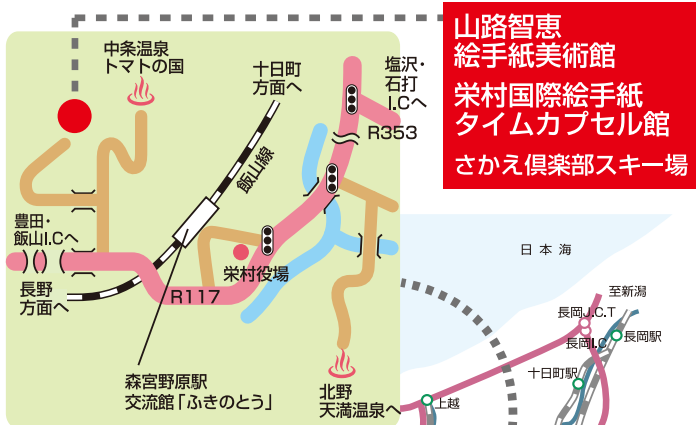 山路智恵
絵手紙美術館
栄村国際絵手紙
タイムカプセル館
さかえ倶楽部スキー場
中条温泉
トマトの国
十日町
方面へ
塩沢・
石打
I.Cへ
R353
飯山線
豊田・
飯山I.Cへ
長野
方面へ
栄村役場
R117
森宮野原駅
交流館「ふきのとう」
北野
天満温泉へ
日本海
至新潟
長岡J.C.T
長岡I.C
長岡駅
十日町駅
上越